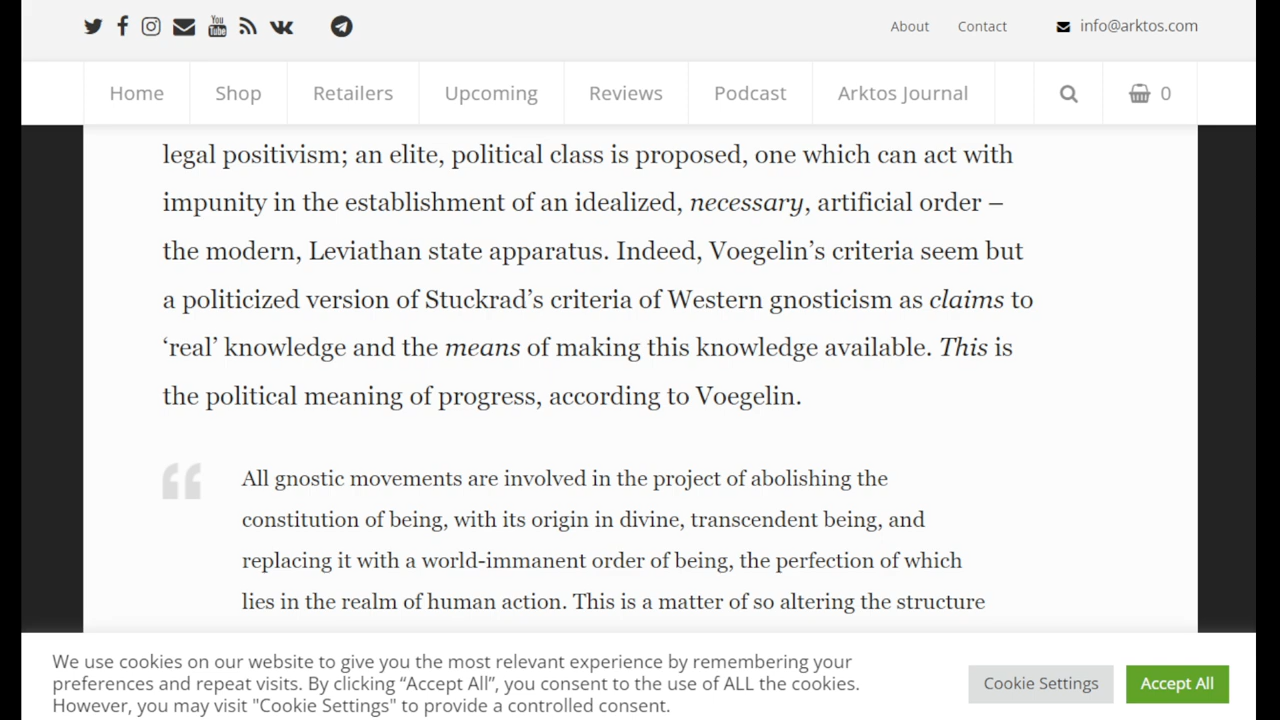 You Tube
About Contact info@arktos.com
Home Shop Retailers Upcoming Reviews Podcast Arktos Journal 0
legal positivism; an elite, political class is proposed, one which can act with
impunity in the establishment of an idealized, necessary, artificial order –
the modern, Leviathan state apparatus. Indeed, Voegelin’s criteria seem but
a politicized version of Stuckrad’s criteria of Western gnosticism as claims to
‘real’ knowledge and the means of making this knowledge available. This is
the political meaning of progress, according to Voegelin.
All gnostic movements are involved in the project of abolishing the
constitution of being, with its origin in divine, transcendent being, and
replacing it with a world-immanent order of being, the perfection of which
lies in the realm of human action. This is a matter of so altering the structure
We use cookies on our website to give you the most relevant experience by remembering your
preferences and repeat visits. By clicking “Accept All”, you consent to the use of ALL the cookies.
However, you may visit "Cookie Settings" to provide a controlled consent.
Cookie Settings Accept All